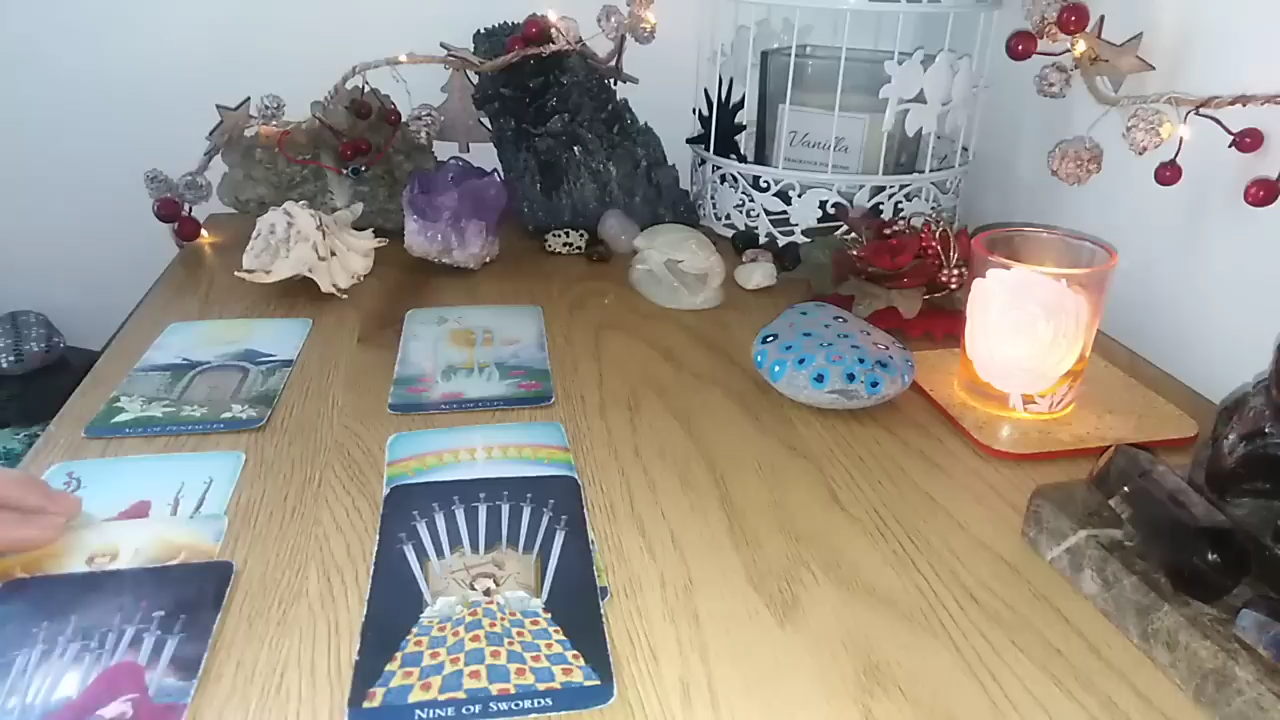 Vanilla
ACE OF PENTACLES
ACE OF CUPS
NINE OF SWORDS